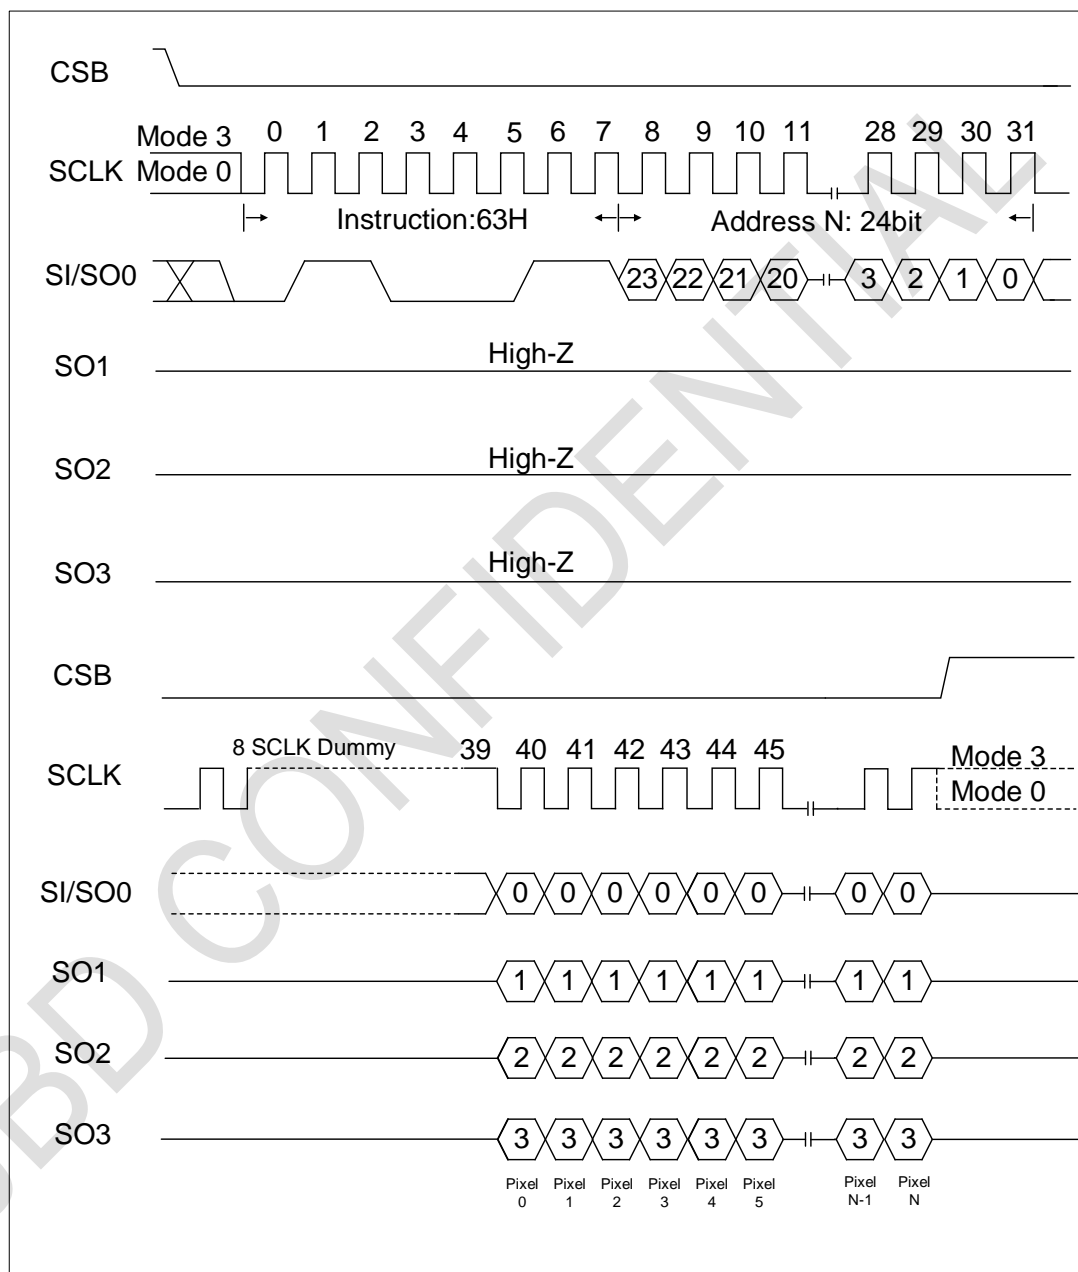 CSB
Mode 3 0 1 2 3 4 5 6 7 8 9 10 11 28 29 30 31
SCLK Mode 0
Instruction:63H Address N: 24bit
SI/SO0 23 22 21 20 3 2 1 0
High-Z
SO1
High-Z
SO2
High-Z
SO3
CSB
8 SCLK Dummy 39 40 41 42 43 44 45
SCLK Mode 3
Mode 0
SI/SO0 0 0 0 0 0 0 0 0
SO1 1 1 1 1 1 1 1 1
SO2 2 2 2 2 2 2 2 2
SO3 3 3 3 3 3 3 3 3
Pixel Pixel Pixel Pixel Pixel Pixel Pixel Pixel
0 1 2 3 4 5 N-1 N
BD CONFIDENTIAL